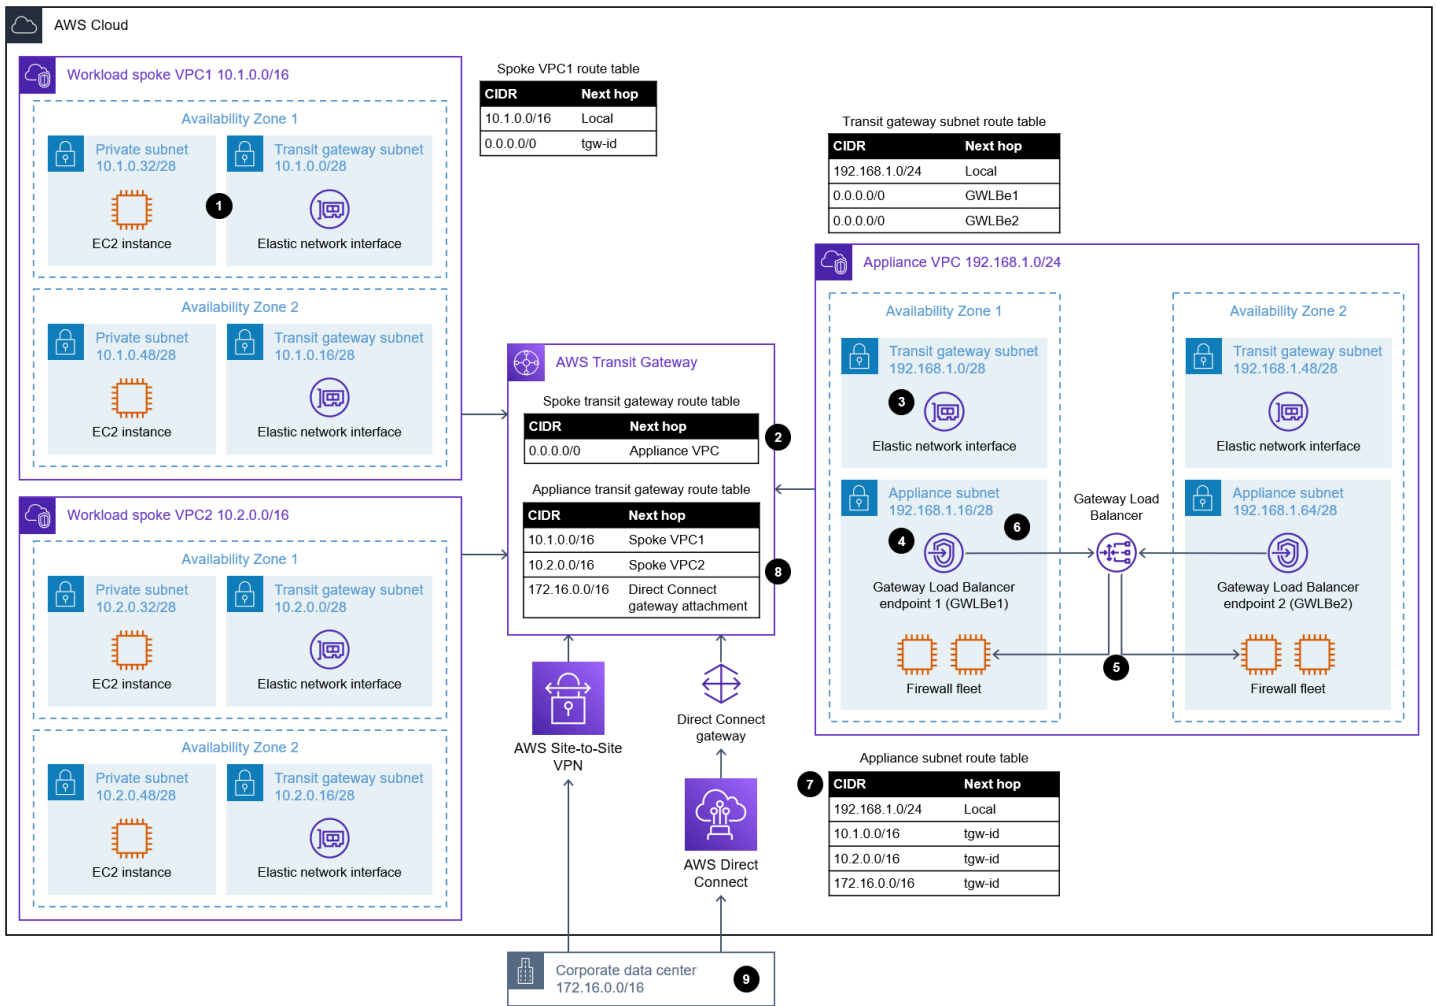 AWS Cloud
Workload spoke VPC1 10.1.0.0/16
Availability Zone 1
Private subnet
10.1.0.32/28
EC2 instance
1
Transit gateway subnet
10.1.0.0/28
Elastic network interface
Availability Zone 2
Private subnet
10.1.0.48/28
EC2 instance
Transit gateway subnet
10.1.0.16/28
Elastic network interface
Workload spoke VPC2 10.2.0.0/16
Availability Zone 1
Private subnet
10.2.0.32/28
EC2 instance
Transit gateway subnet
10.2.0.0/28
Elastic network interface
Availability Zone 2
Private subnet
10.2.0.48/28
EC2 instance
Transit gateway subnet
10.2.0.16/28
Elastic network interface
Spoke VPC1 route table
CIDR Next hop
10.1.0.0/16 Local
0.0.0.0/0 tgw-id
AWS Transit Gateway
Spoke transit gateway route table
CIDR Next hop
0.0.0.0/0 Appliance VPC
2
Appliance transit gateway route table
CIDR Next hop
10.1.0.0/16 Spoke VPC1
10.2.0.0/16 Spoke VPC2
172.16.0.0/16 Direct Connect
gateway attachment
8
AWS Site-to-Site
VPN
Direct Connect
gateway
AWS Direct
Connect
Corporate data center
172.16.0.0/16
9
Transit gateway subnet route table
CIDR Next hop
192.168.1.0/24 Local
0.0.0.0/0 GWLBe1
0.0.0.0/0 GWLBe2
Appliance VPC 192.168.1.0/24
Availability Zone 1
Transit gateway subnet
192.168.1.0/28
3
Elastic network interface
Appliance subnet
192.168.1.16/28
4
6
Gateway Load Balancer
endpoint 1 (GWLBe1)
Firewall fleet
Gateway Load
Balancer
5
Availability Zone 2
Transit gateway subnet
192.168.1.48/28
Elastic network interface
Appliance subnet
192.168.1.64/28
Gateway Load Balancer
endpoint 2 (GWLBe2)
Firewall fleet
Appliance subnet route table
7
CIDR Next hop
192.168.1.0/24 Local
10.1.0.0/16 tgw-id
10.2.0.0/16 tgw-id
172.16.0.0/16 tgw-id